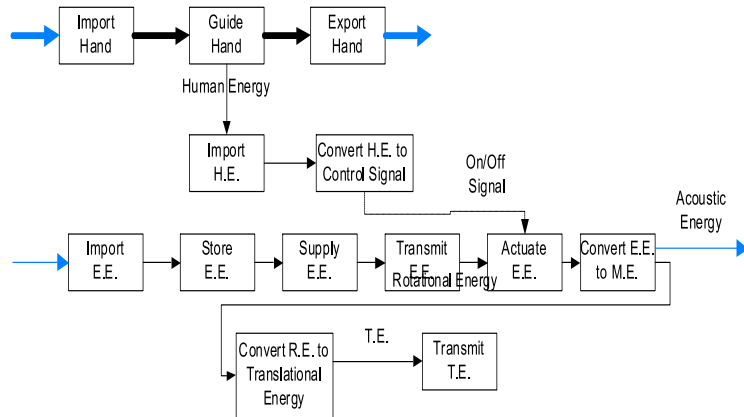 Import
Hand
Guide
Hand
Export
Hand
Human Energy
Import
H.E.
Convert H.E. to
Control Signal
On/Off
Signal
Acoustic
Energy
Import
E.E.
Store
E.E.
Supply
E.E.
Transmit
E.E.
Actuate
E.E.
Convert E.E.
to M.E.
Rotational Energy
Convert R.E. to
Translational
Energy
T.E.
Transmit
T.E.